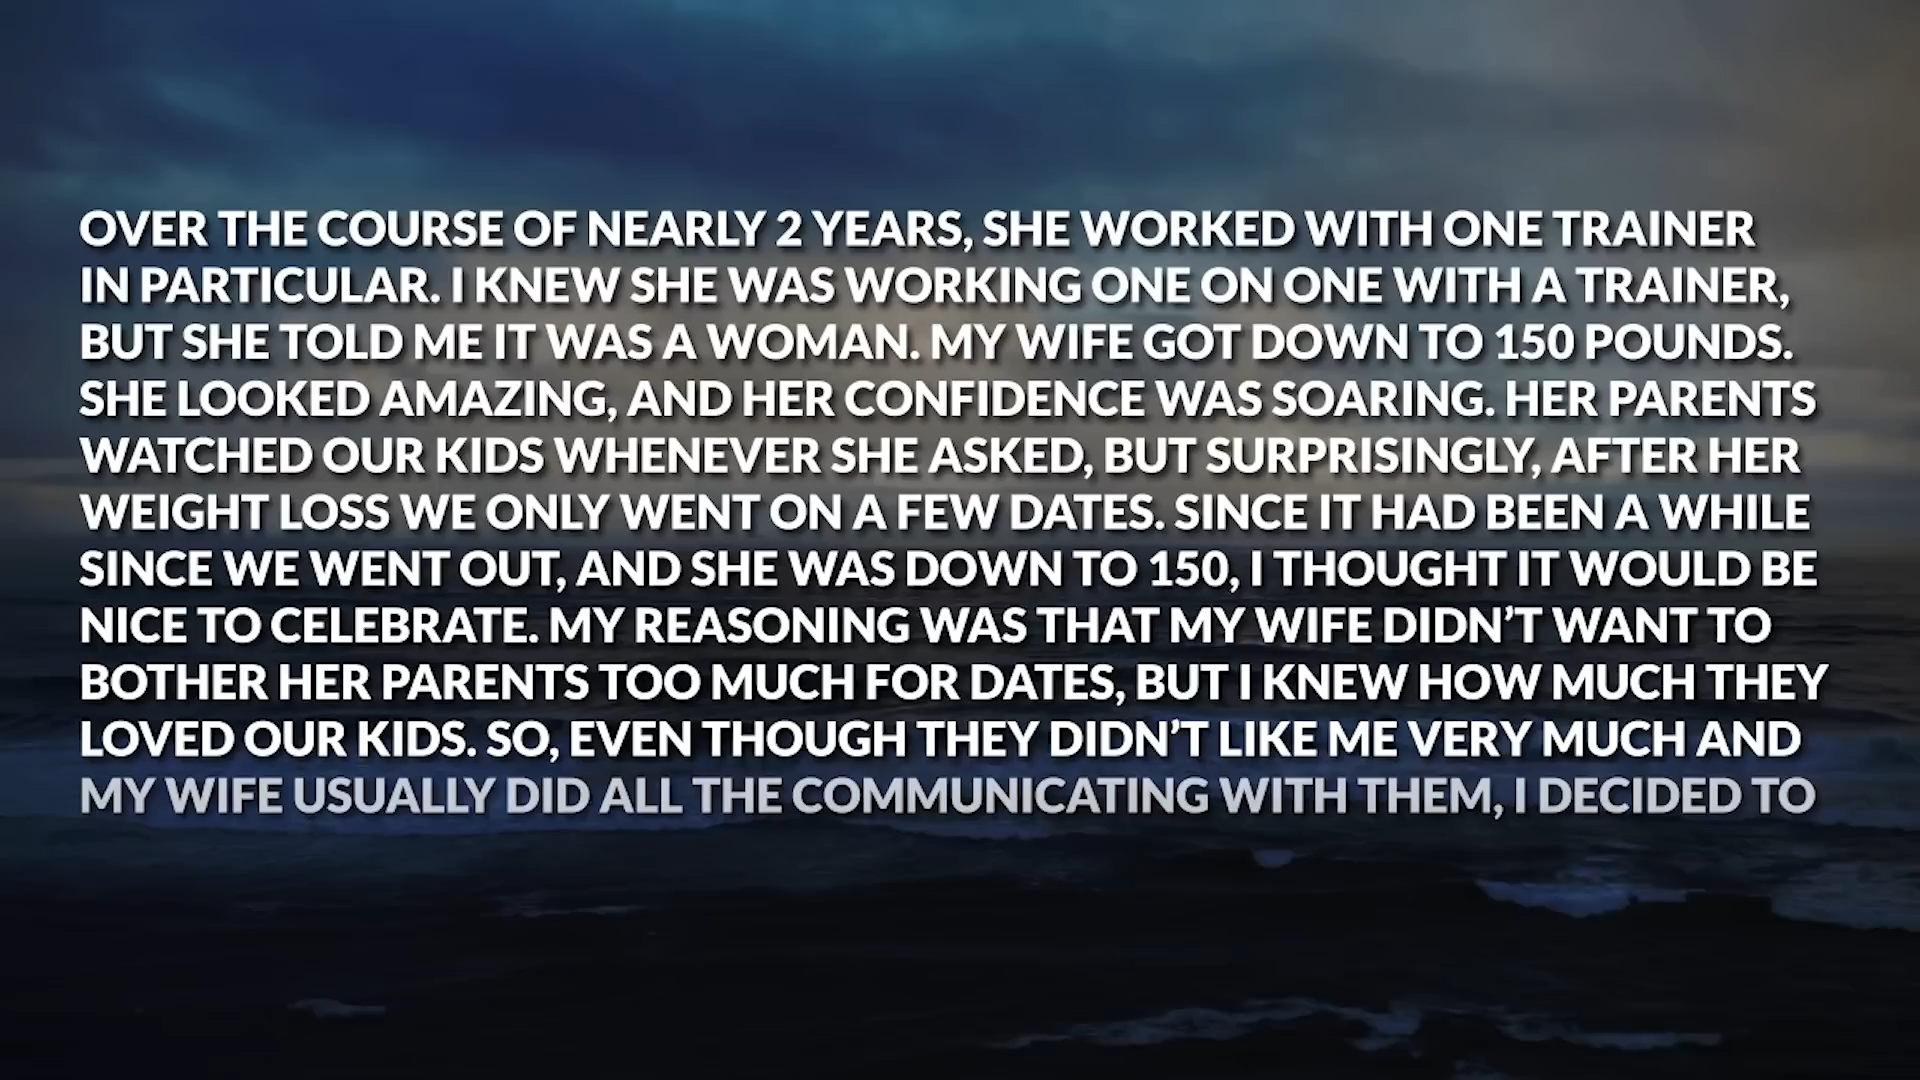 OVER THE COURSE OF NEARLY 2 YEARS, SHE WORKED WITH ONE TRAINER
IN PARTICULAR. I KNEW SHE WAS WORKING ONE ON ONE WITH A TRAINER,
BUT SHE TOLD ME IT WAS A WOMAN. MY WIFE GOT DOWN TO 150 POUNDS.
SHE LOOKED AMAZING, AND HER CONFIDENCE WAS SOARING. HER PARENTS
WATCHED OUR KIDS WHENEVER SHE ASKED, BUT SURPRISINGLY, AFTER HER
WEIGHT LOSS WE ONLY WENT ON A FEW DATES. SINCE IT HAD BEEN A WHILE
SINCE WE WENT OUT, AND SHE WAS DOWN TO 150, I THOUGHT IT WOULD BE
NICE TO CELEBRATE. MY REASONING WAS THAT MY WIFE DIDN’T WANT TO
BOTHER HER PARENTS TOO MUCH FOR DATES, BUT I KNEW HOW MUCH THEY
LOVED OUR KIDS. SO, EVEN THOUGH THEY DIDN’T LIKE ME VERY MUCH AND
MY WIFE USUALLY DID ALL THE COMMUNICATING WITH THEM, I DECIDED TO